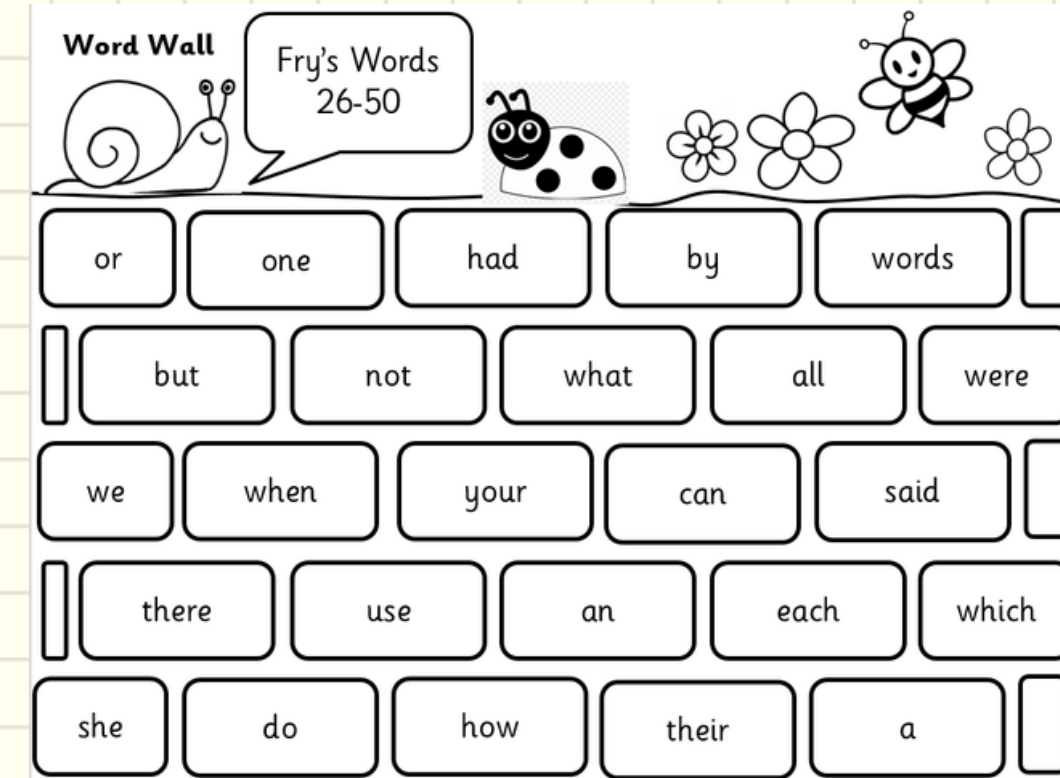 Word Wall
Fry's Words
26-50
or one had by words
but not what all were
we when your can said
there use an each which
she do how their a